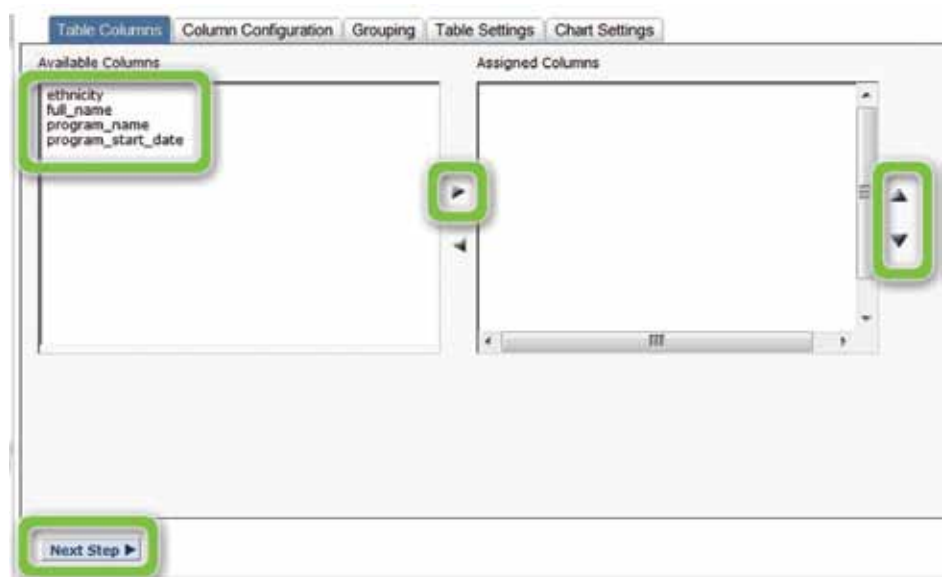 Table Columns Column Configuration Grouping Table Settings Chart Settings
Available Columns Assigned Columns
ethnicity
full_name
program_name
program_start_date
Next Step